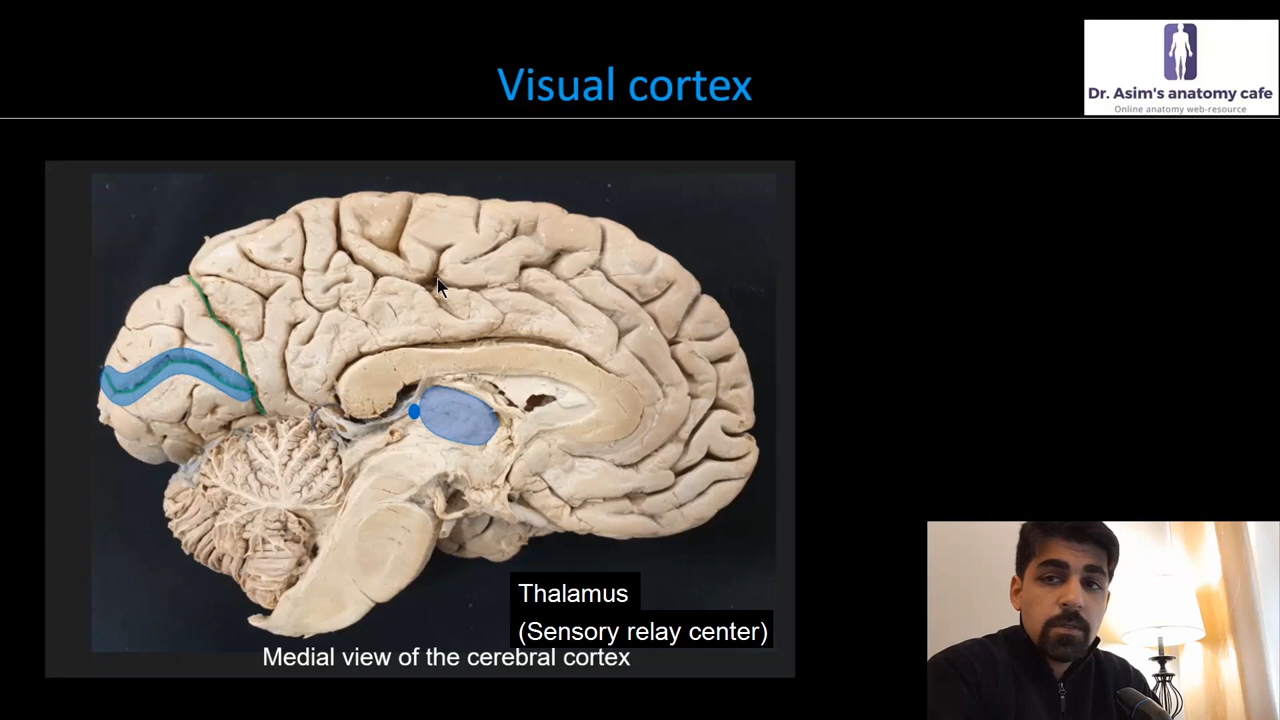 Visual cortex
Dr. Asim's anatomy cafe
Online anatomy web-resource
Thalamus
(Sensory relay center)
Medial view of the cerebral cortex